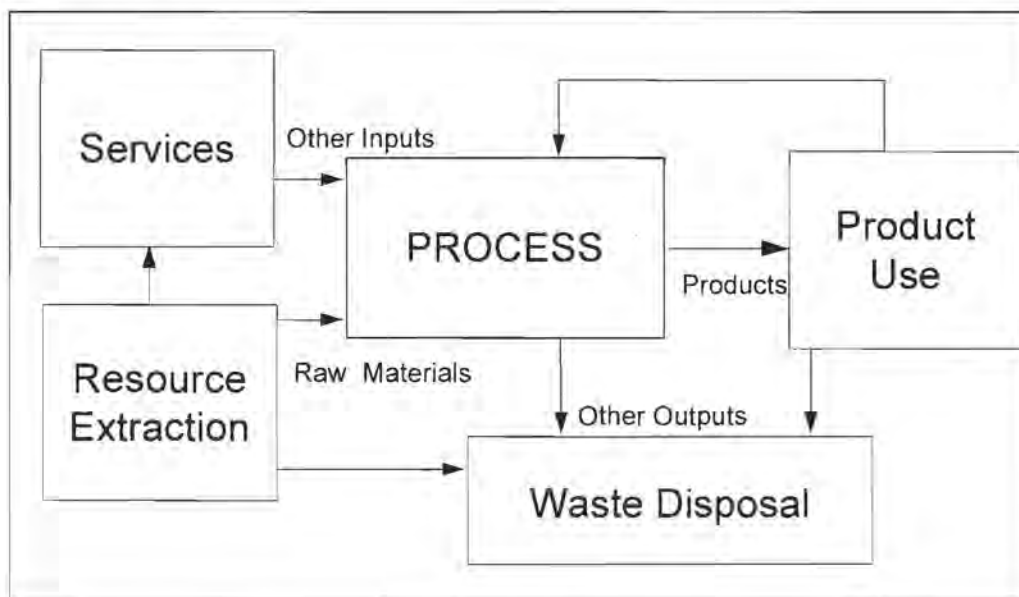 Services
Other Inputs
PROCESS
Product
Use
Products
Resource
Extraction
Raw Materials
Other Outputs
Waste Disposal